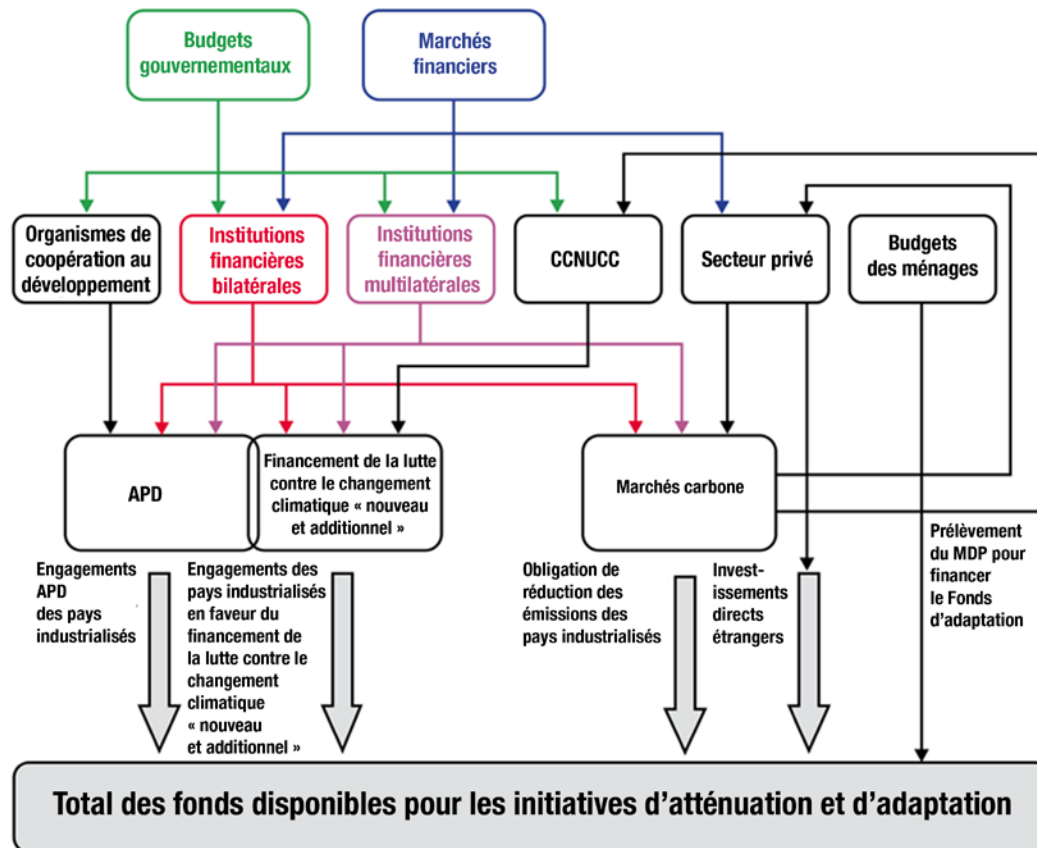 Budgets
gouvernementaux
Marchés
financiers
Organismes de
coopération au
développement
Institutions
financières
bilatérales
Institutions
financières
multilatérales
CCNUCC
Secteur privé
Budgets
des ménages
APD
Financement de la lutte
contre le changement
climatique « nouveau
et additionnel »
Marchés carbone
Engagements
APD
des pays
industrialisés
Engagements des
pays industrialisés
en faveur du
financement de
la lutte contre le
changement
climatique
« nouveau
et additionnel »
Obligation de
réduction des
émissions des
pays industrialisés
Invest-
issements
directs
étrangers
Prélèvement
du MDP pour
financer
le Fonds
d’adaptation
Total des fonds disponibles pour les initiatives d’atténuation et d’adaptation